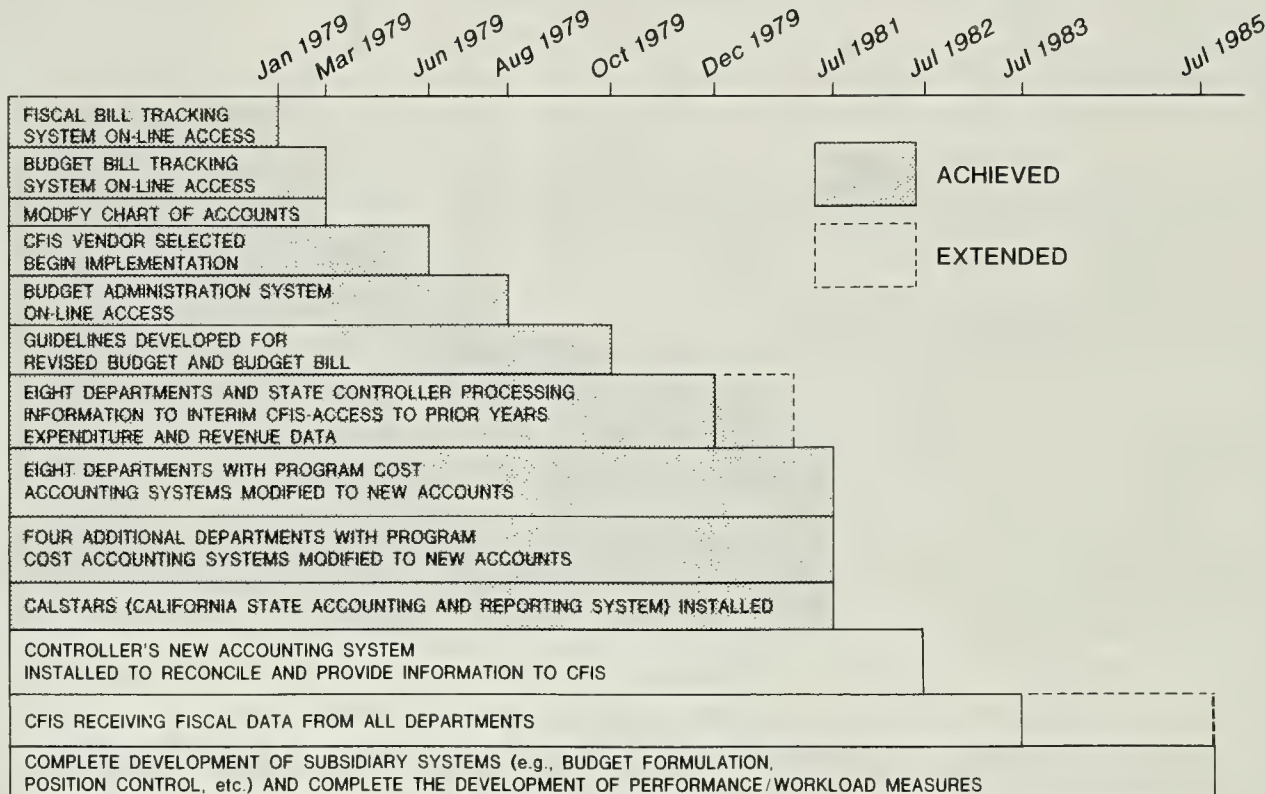 Jan 1979
Mar 1979
Jun 1979
Aug 1979
Oct 1979
Dec 1979
Jul 1981
Jul 1982
Jul 1983
Jul 1985
FISCAL BILL TRACKING
SYSTEM ON-LINE ACCESS
BUDGET BILL TRACKING
SYSTEM ON-LINE ACCESS
MODIFY CHART OF ACCOUNTS
CFIS VENDOR SELECTED
BEGIN IMPLEMENTATION
BUDGET ADMINISTRATION SYSTEM
ON-LINE ACCESS
GUIDELINES DEVELOPED FOR
REVISED BUDGET AND BUDGET BILL
EIGHT DEPARTMENTS AND STATE CONTROLLER PROCESSING
INFORMATION TO INTERIM CFIS-ACCESS TO PRIOR YEARS
EXPENDITURE AND REVENUE DATA
EIGHT DEPARTMENTS WITH PROGRAM COST
ACCOUNTING SYSTEMS MODIFIED TO NEW ACCOUNTS
FOUR ADDITIONAL DEPARTMENTS WITH PROGRAM
COST ACCOUNTING SYSTEMS MODIFIED TO NEW ACCOUNTS
CALSTARS (CALIFORNIA STATE ACCOUNTING AND REPORTING SYSTEM) INSTALLED
CONTROLLER'S NEW ACCOUNTING SYSTEM
INSTALLED TO RECONCILE AND PROVIDE INFORMATION TO CFIS
CFIS RECEIVING FISCAL DATA FROM ALL DEPARTMENTS
COMPLETE DEVELOPMENT OF SUBSIDIARY SYSTEMS (e.g., BUDGET FORMULATION,
POSITION CONTROL, etc.) AND COMPLETE THE DEVELOPMENT OF PERFORMANCE/WORKLOAD MEASURES
ACHIEVED
EXTENDED